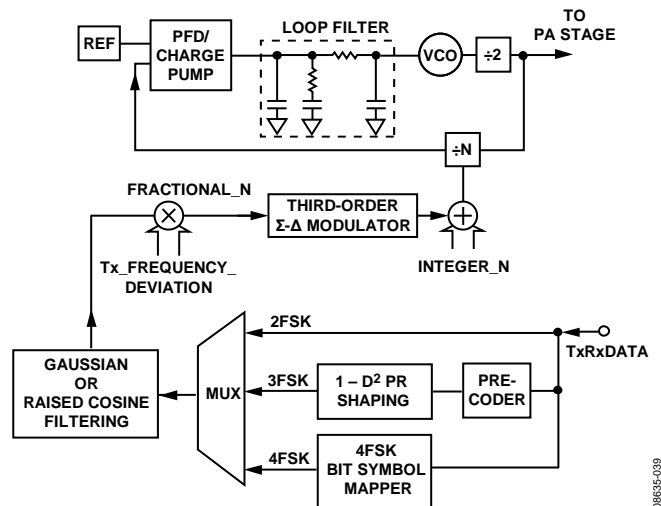 TO
PA STAGE
LOOP FILTER
REF
PFD/
CHARGE
PUMP
VCO
÷2
÷N
FRACTIONAL_N
THIRD-ORDER
Σ-Δ MODULATOR
Tx_FREQUENCY_
DEVIATION
INTEGER_N
GAUSSIAN
OR
RAISED COSINE
FILTERING
MUX
2FSK
TxRxDATA
3FSK
1 – D² PR
SHAPING
PRE-
CODER
4FSK
4FSK
BIT SYMBOL
MAPPER
08635-039